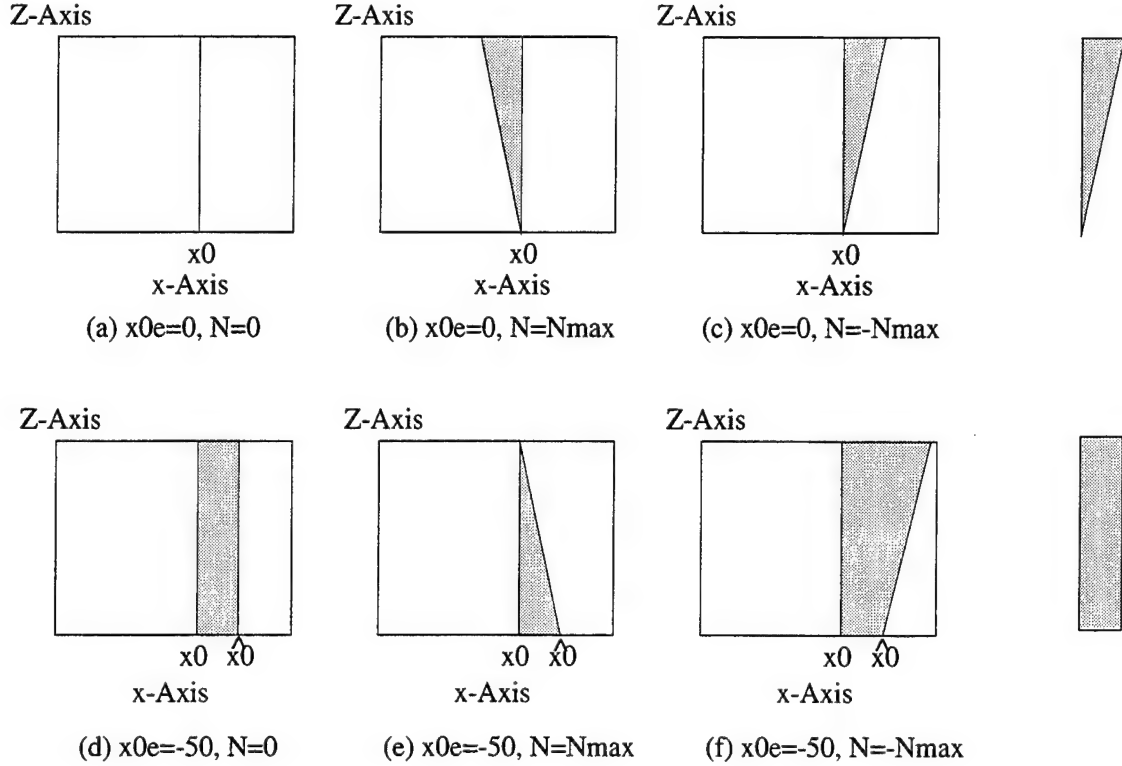 Z-Axis Z-Axis Z-Axis
x0 x0 x0
x-Axis x-Axis x-Axis
(a) x0e=0, N=0 (b) x0e=0, N=Nmax (c) x0e=0, N=-Nmax
Z-Axis Z-Axis Z-Axis
x0 x̂0 x0 x̂0 x0 x̂0
x-Axis x-Axis x-Axis
(d) x0e=-50, N=0 (e) x0e=-50, N=Nmax (f) x0e=-50, N=-Nmax